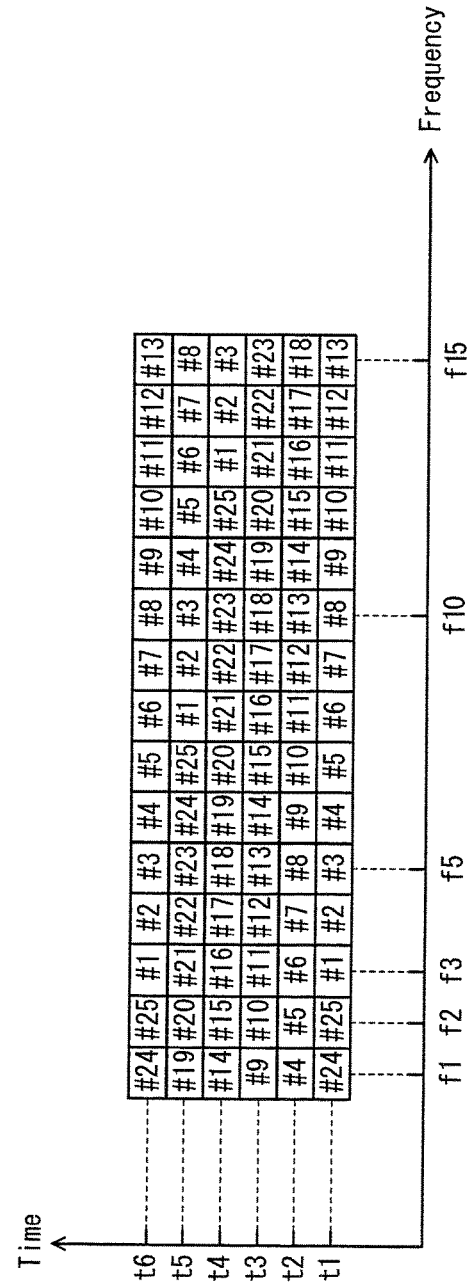 Time
t6 #24 #25 #1 #2 #3 #4 #5 #6 #7 #8 #9 #10 #11 #12 #13
t5 #19 #20 #21 #22 #23 #24 #25 #1 #2 #3 #4 #5 #6 #7 #8
t4 #14 #15 #16 #17 #18 #19 #20 #21 #22 #23 #24 #25 #1 #2 #3
t3 #9 #10 #11 #12 #13 #14 #15 #16 #17 #18 #19 #20 #21 #22 #23
t2 #4 #5 #6 #7 #8 #9 #10 #11 #12 #13 #14 #15 #16 #17 #18
t1 #24 #25 #1 #2 #3 #4 #5 #6 #7 #8 #9 #10 #11 #12 #13
Frequency
f1 f2 f3 f5 f10 f15